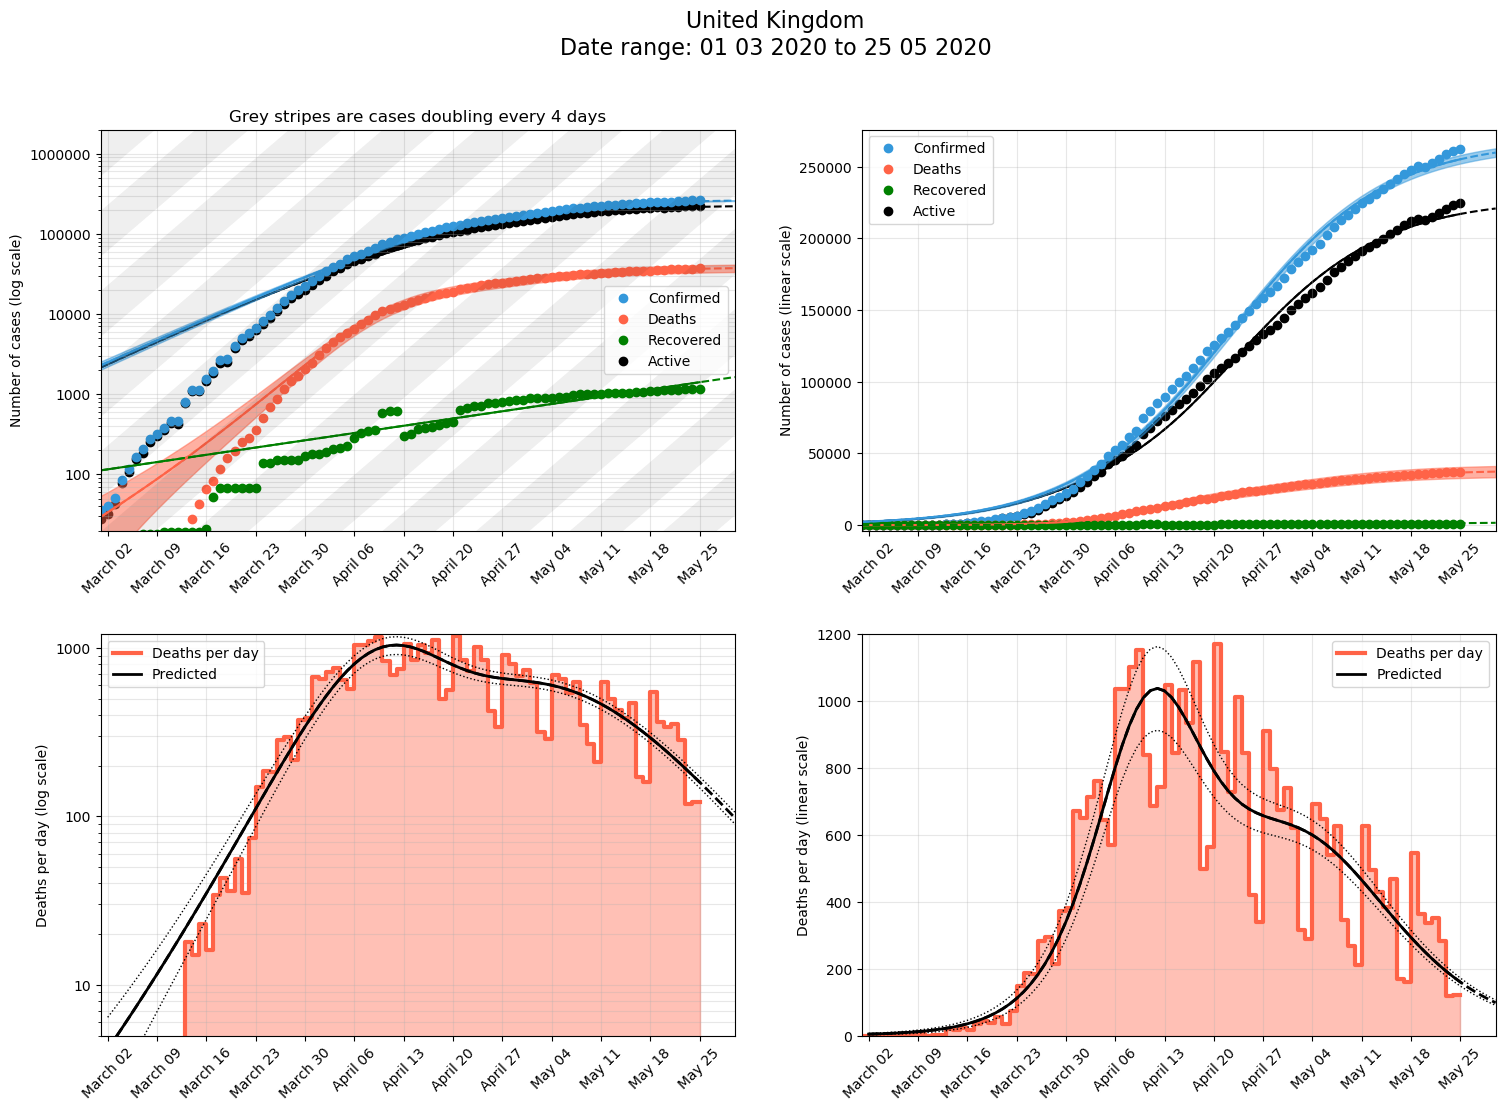 United Kingdom
Date range: 01 03 2020 to 25 05 2020
Grey stripes are cases doubling every 4 days
Number of cases (log scale)
1000000
100000
10000
1000
100
Confirmed
Deaths
Recovered
Active
March 02
March 09
March 16
March 23
March 30
April 06
April 13
April 20
April 27
May 04
May 11
May 18
May 25
Number of cases (linear scale)
250000
200000
150000
100000
50000
0
Confirmed
Deaths
Recovered
Active
March 02
March 09
March 16
March 23
March 30
April 06
April 13
April 20
April 27
May 04
May 11
May 18
May 25
Deaths per day (log scale)
1000
100
10
Deaths per day
Predicted
March 02
March 09
March 16
March 23
March 30
April 06
April 13
April 20
April 27
May 04
May 11
May 18
May 25
Deaths per day (linear scale)
1200
1000
800
600
400
200
0
Deaths per day
Predicted
March 02
March 09
March 16
March 23
March 30
April 06
April 13
April 20
April 27
May 04
May 11
May 18
May 25